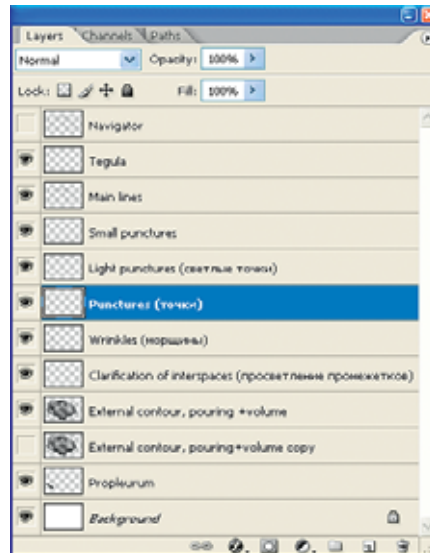 Layers Channels Paths
Normal Opacity: 100%
Lock: Fill: 100%
Navigator
Tegula
Main lines
Small punctures
Light punctures (светлые точки)
Punctures (точки)
Wrinkles (морщины)
Clarification of interspaces (просветление промежетков)
External contour, pouring +volume
External contour, pouring+volume copy
Propleurum
Background